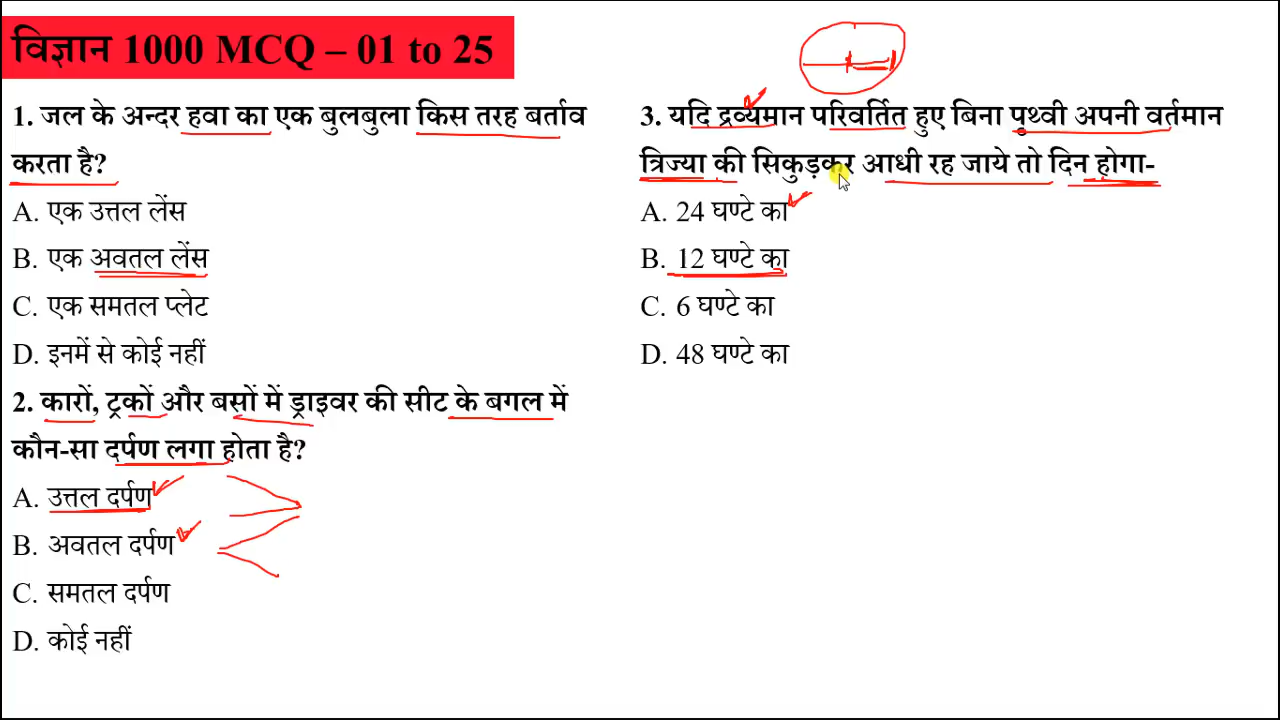 विज्ञान 1000 MCQ – 01 to 25
1. जल के अन्दर हवा का एक बुलबुला किस तरह बर्ताव
करता है?
A. एक उत्तल लेंस
B. एक अवतल लेंस
C. एक समतल प्लेट
D. इनमें से कोई नहीं
2. कारों, ट्रकों और बसों में ड्राइवर की सीट के बगल में
कौन-सा दर्पण लगा होता है?
A. उत्तल दर्पण
B. अवतल दर्पण
C. समतल दर्पण
D. कोई नहीं
3. यदि द्रव्यमान परिवर्तित हुए बिना पृथ्वी अपनी वर्तमान
त्रिज्या की सिकुड़कर आधी रह जाये तो दिन होगा-
A. 24 घण्टे का
B. 12 घण्टे का
C. 6 घण्टे का
D. 48 घण्टे का